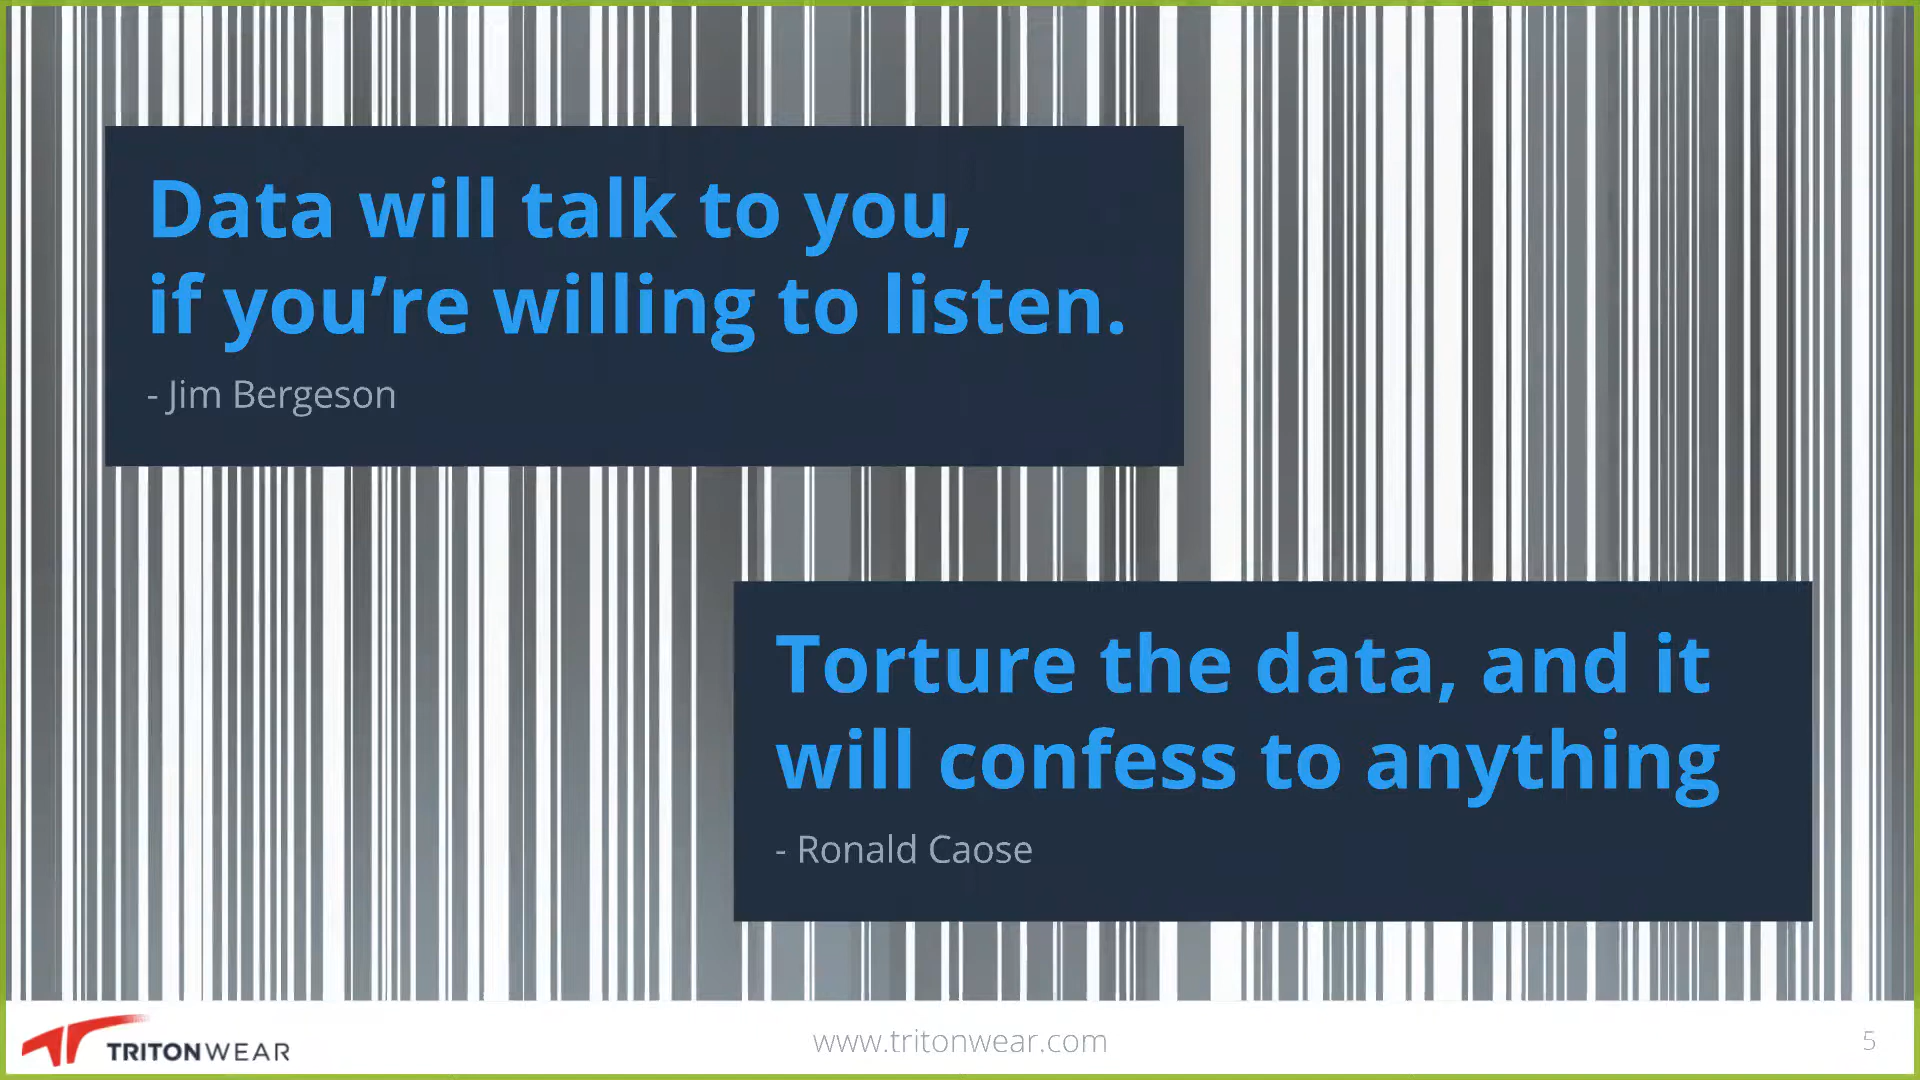 Data will talk to you,
if you’re willing to listen.
- Jim Bergeson
Torture the data, and it
will confess to anything
- Ronald Caose
TRITONWEAR
www.tritonwear.com
5